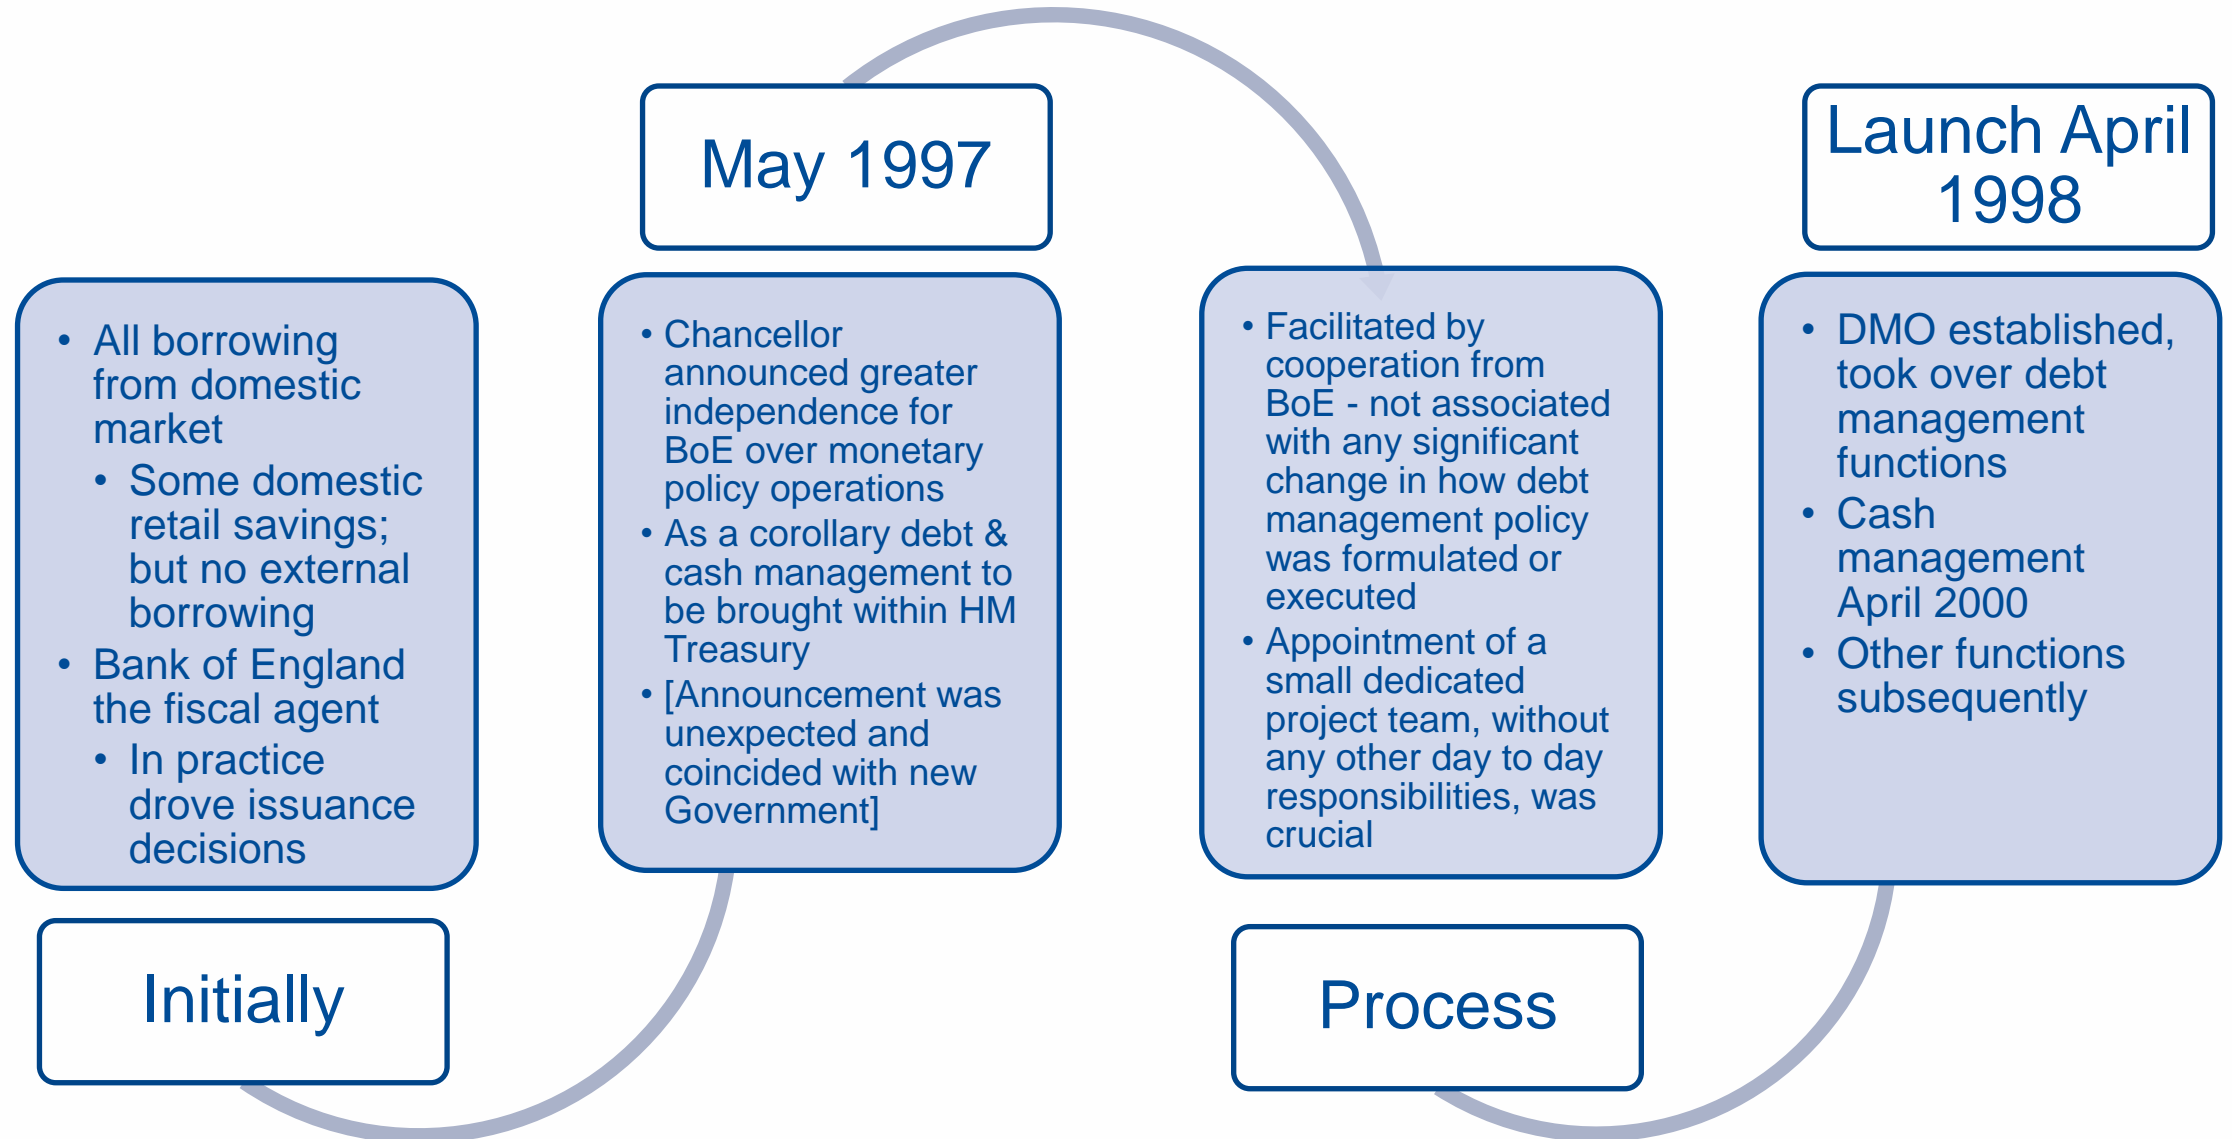 • All borrowing
from domestic
market
• Some domestic
retail savings;
but no external
borrowing
• Bank of England
the fiscal agent
• In practice
drove issuance
decisions
Initially
May 1997
• Chancellor
announced greater
independence for
BoE over monetary
policy operations
• As a corollary debt &
cash management to
be brought within HM
Treasury
• [Announcement was
unexpected and
coincided with new
Government]
• Facilitated by
cooperation from
BoE - not associated
with any significant
change in how debt
management policy
was formulated or
executed
• Appointment of a
small dedicated
project team, without
any other day to day
responsibilities, was
crucial
Process
Launch April
1998
• DMO established,
took over debt
management
functions
• Cash
management
April 2000
• Other functions
subsequently